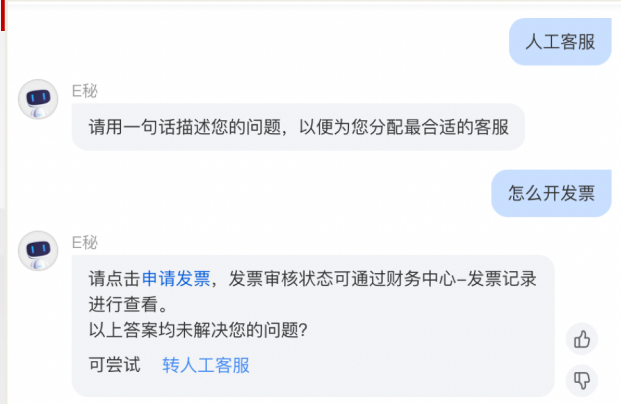 人工客服
E秘
请用一句话描述您的问题，以便为您分配最合适的客服
怎么开发票
E秘
请点击申请发票，发票审核状态可通过财务中心-发票记录
进行查看。
以上答案均未解决您的问题？
可尝试 转人工客服